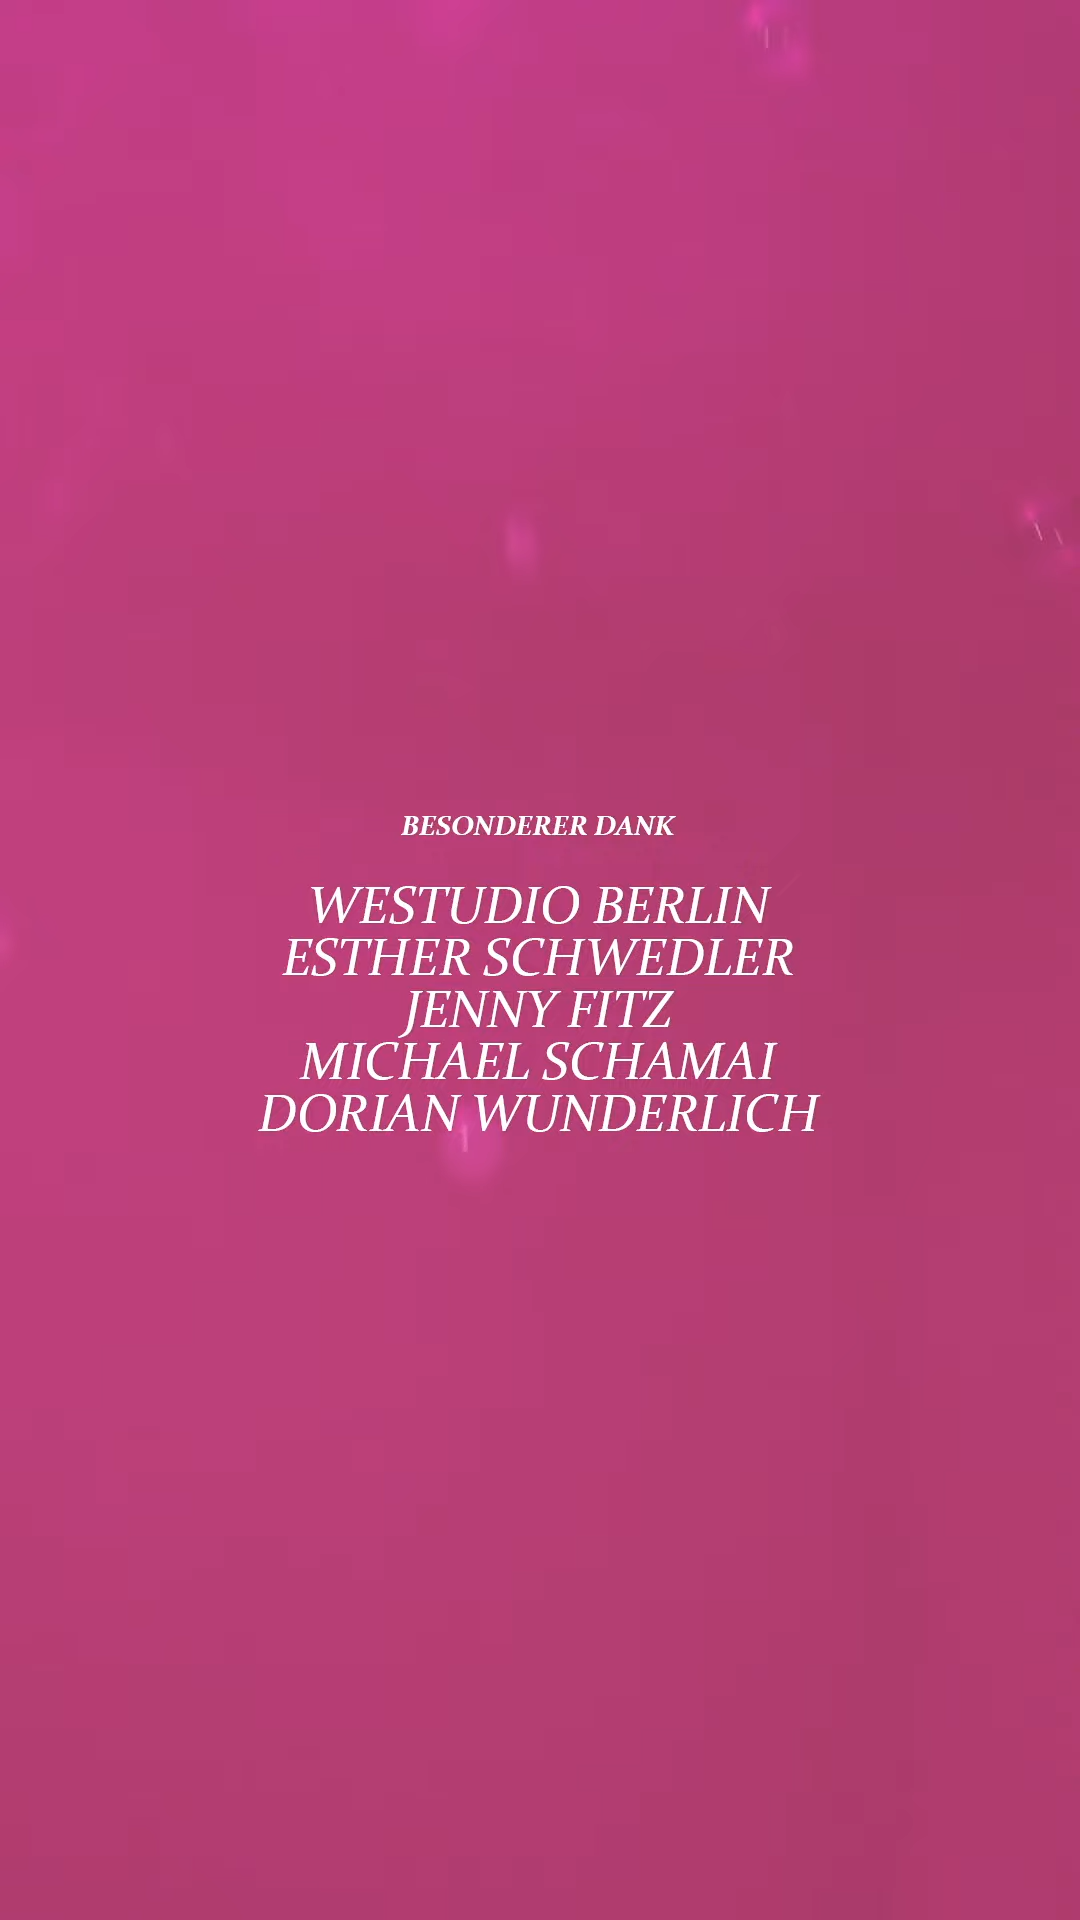 BESONDERER DANK
WESTUDIO BERLIN
ESTHER SCHWEDLER
JENNY FITZ
MICHAEL SCHAMAI
DORIAN WUNDERLICH